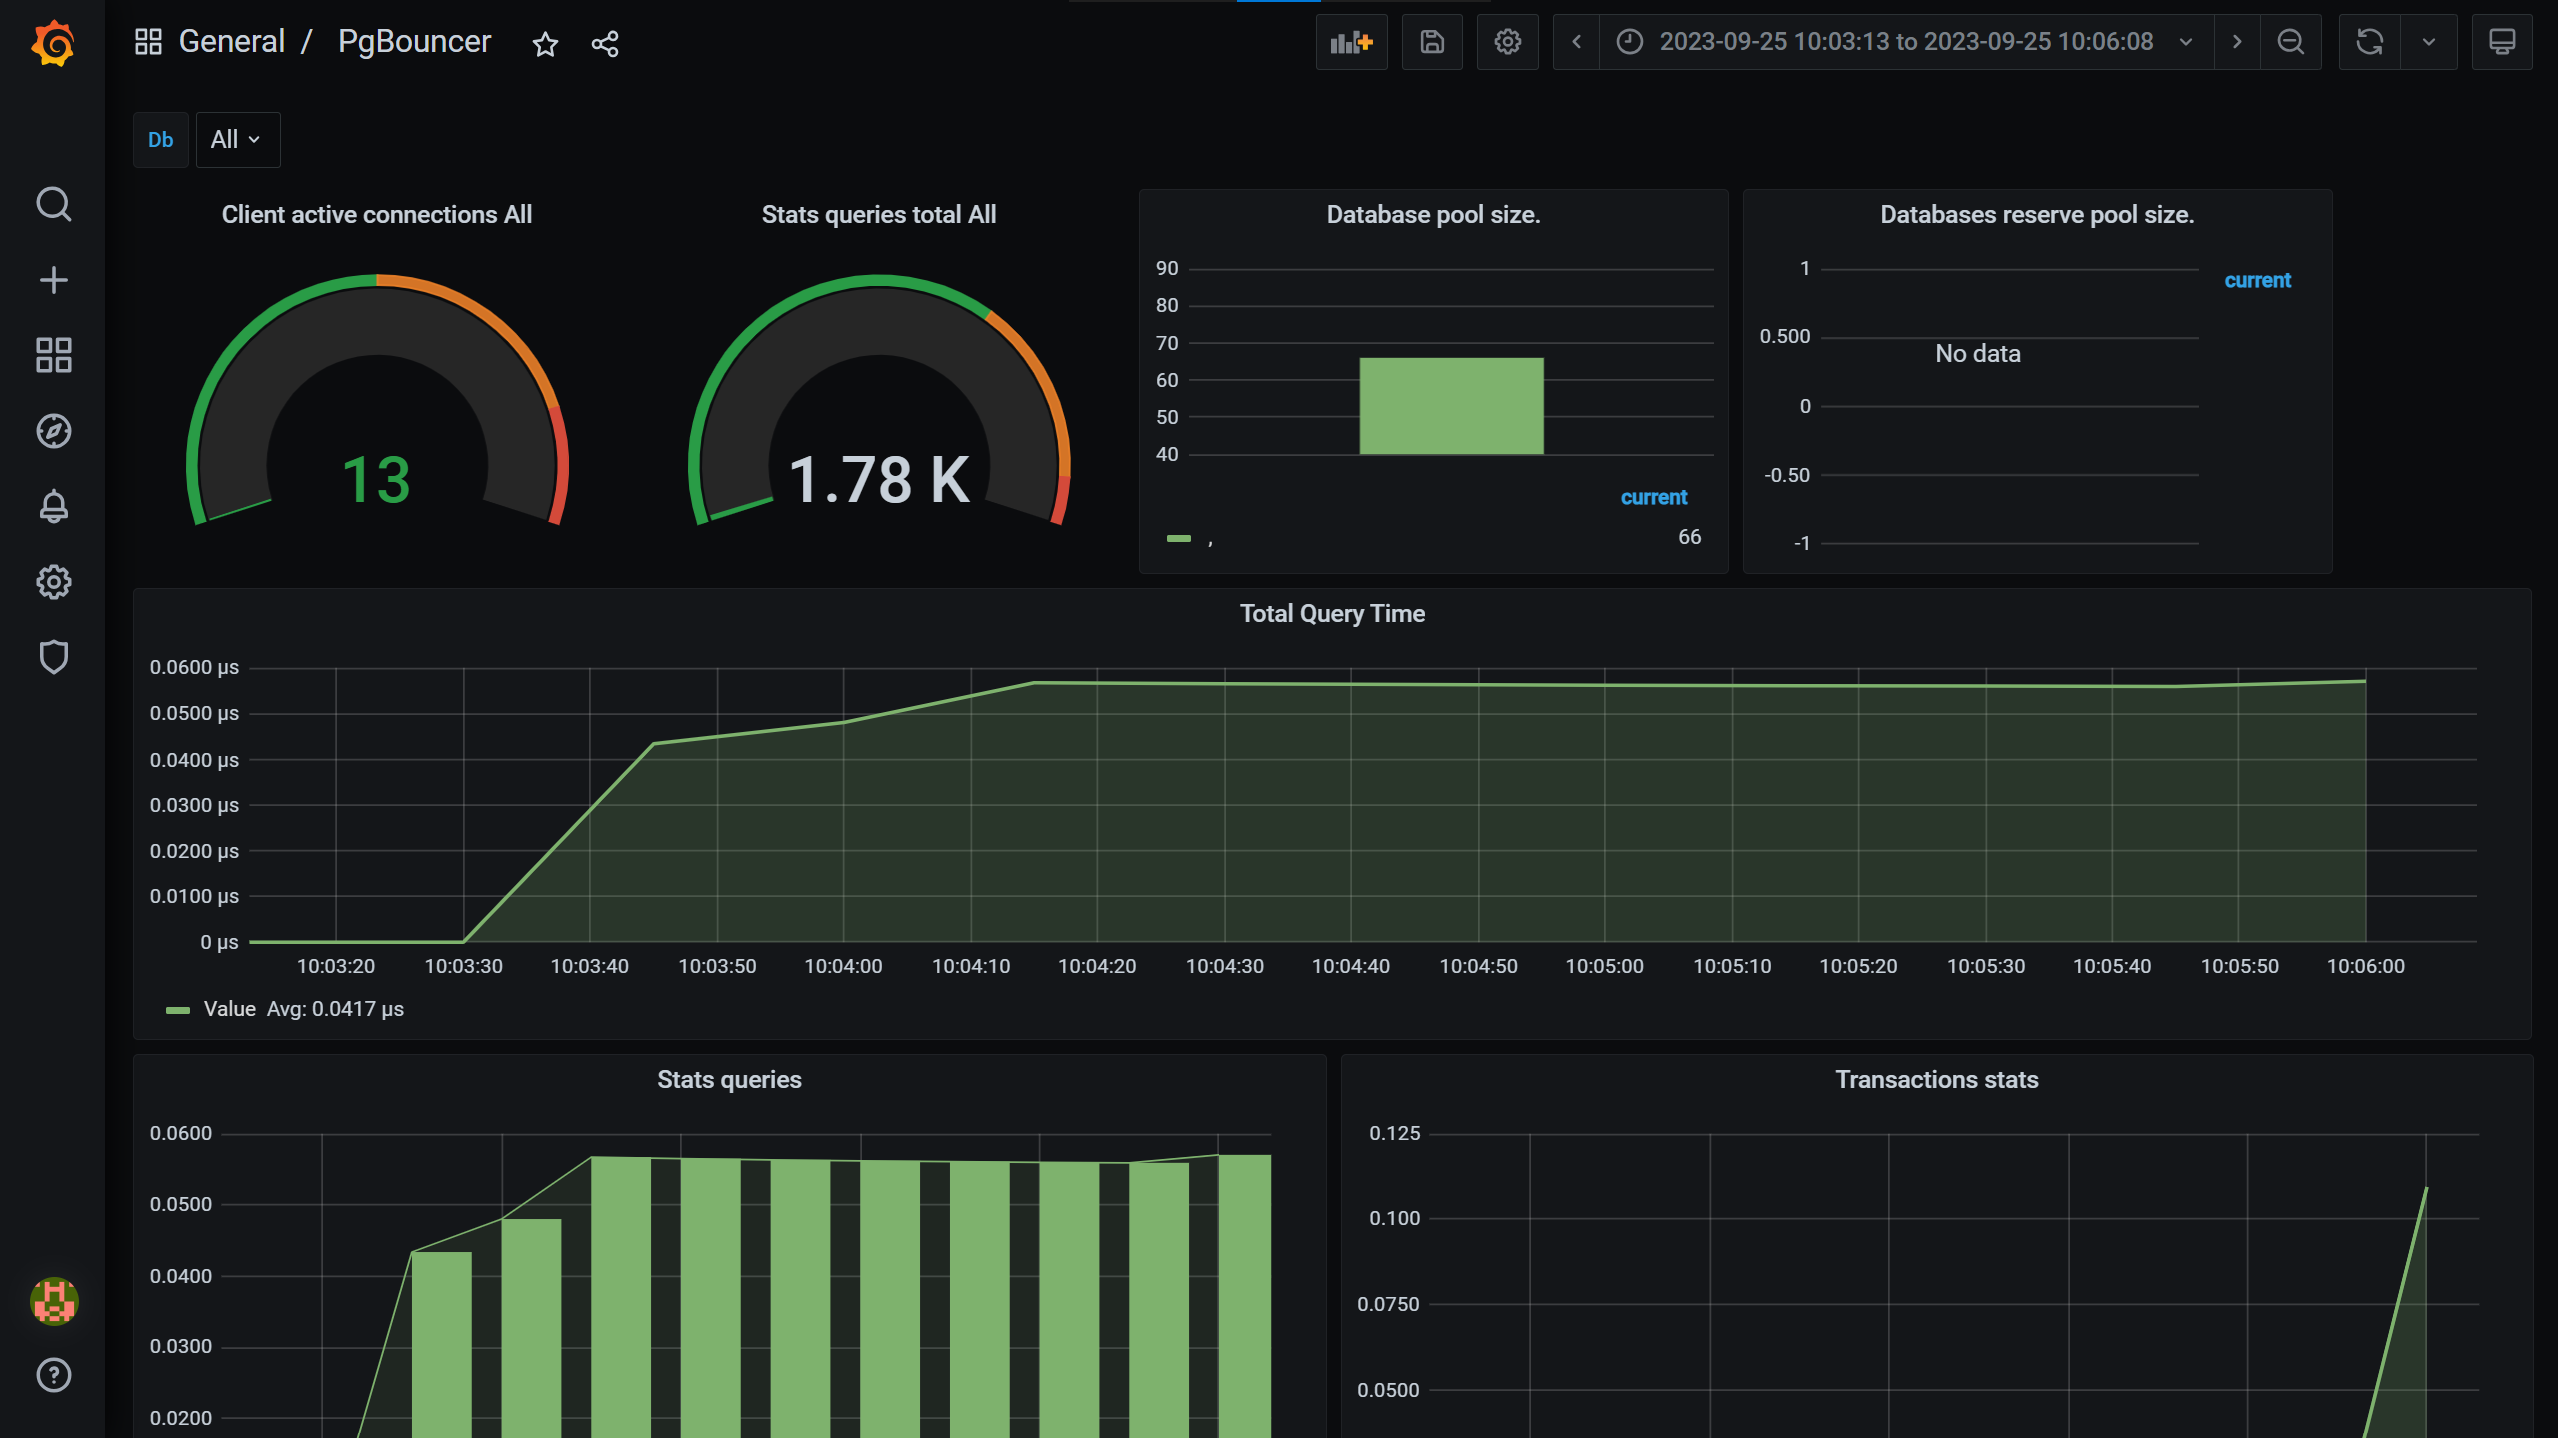 General / PgBouncer
2023-09-25 10:03:13 to 2023-09-25 10:06:08
Db All
Client active connections All
13
Stats queries total All
1.78 K
Database pool size.
90
80
70
60
50
40
current
, 66
Databases reserve pool size.
1
0.500
0
-0.50
-1
No data
current
Total Query Time
0.0600 µs
0.0500 µs
0.0400 µs
0.0300 µs
0.0200 µs
0.0100 µs
0 µs
10:03:20 10:03:30 10:03:40 10:03:50 10:04:00 10:04:10 10:04:20 10:04:30 10:04:40 10:04:50 10:05:00 10:05:10 10:05:20 10:05:30 10:05:40 10:05:50 10:06:00
Value Avg: 0.0417 µs
Stats queries
0.0600
0.0500
0.0400
0.0300
0.0200
Transactions stats
0.125
0.100
0.0750
0.0500